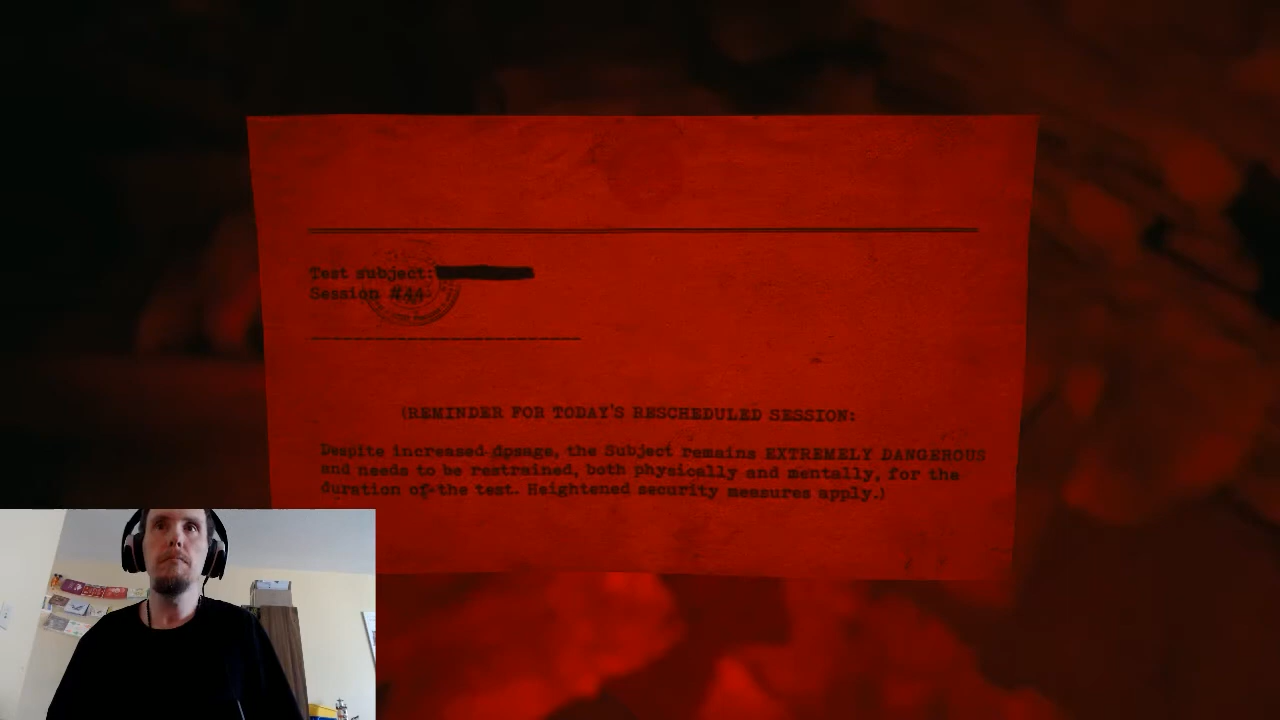 Test subject:
Session #44
(REMINDER FOR TODAY'S RESCHEDULED SESSION:
Despite increased dosage, the Subject remains EXTREMELY DANGEROUS
and needs to be restrained, both physically and mentally, for the
duration of the test. Heightened security measures apply.)